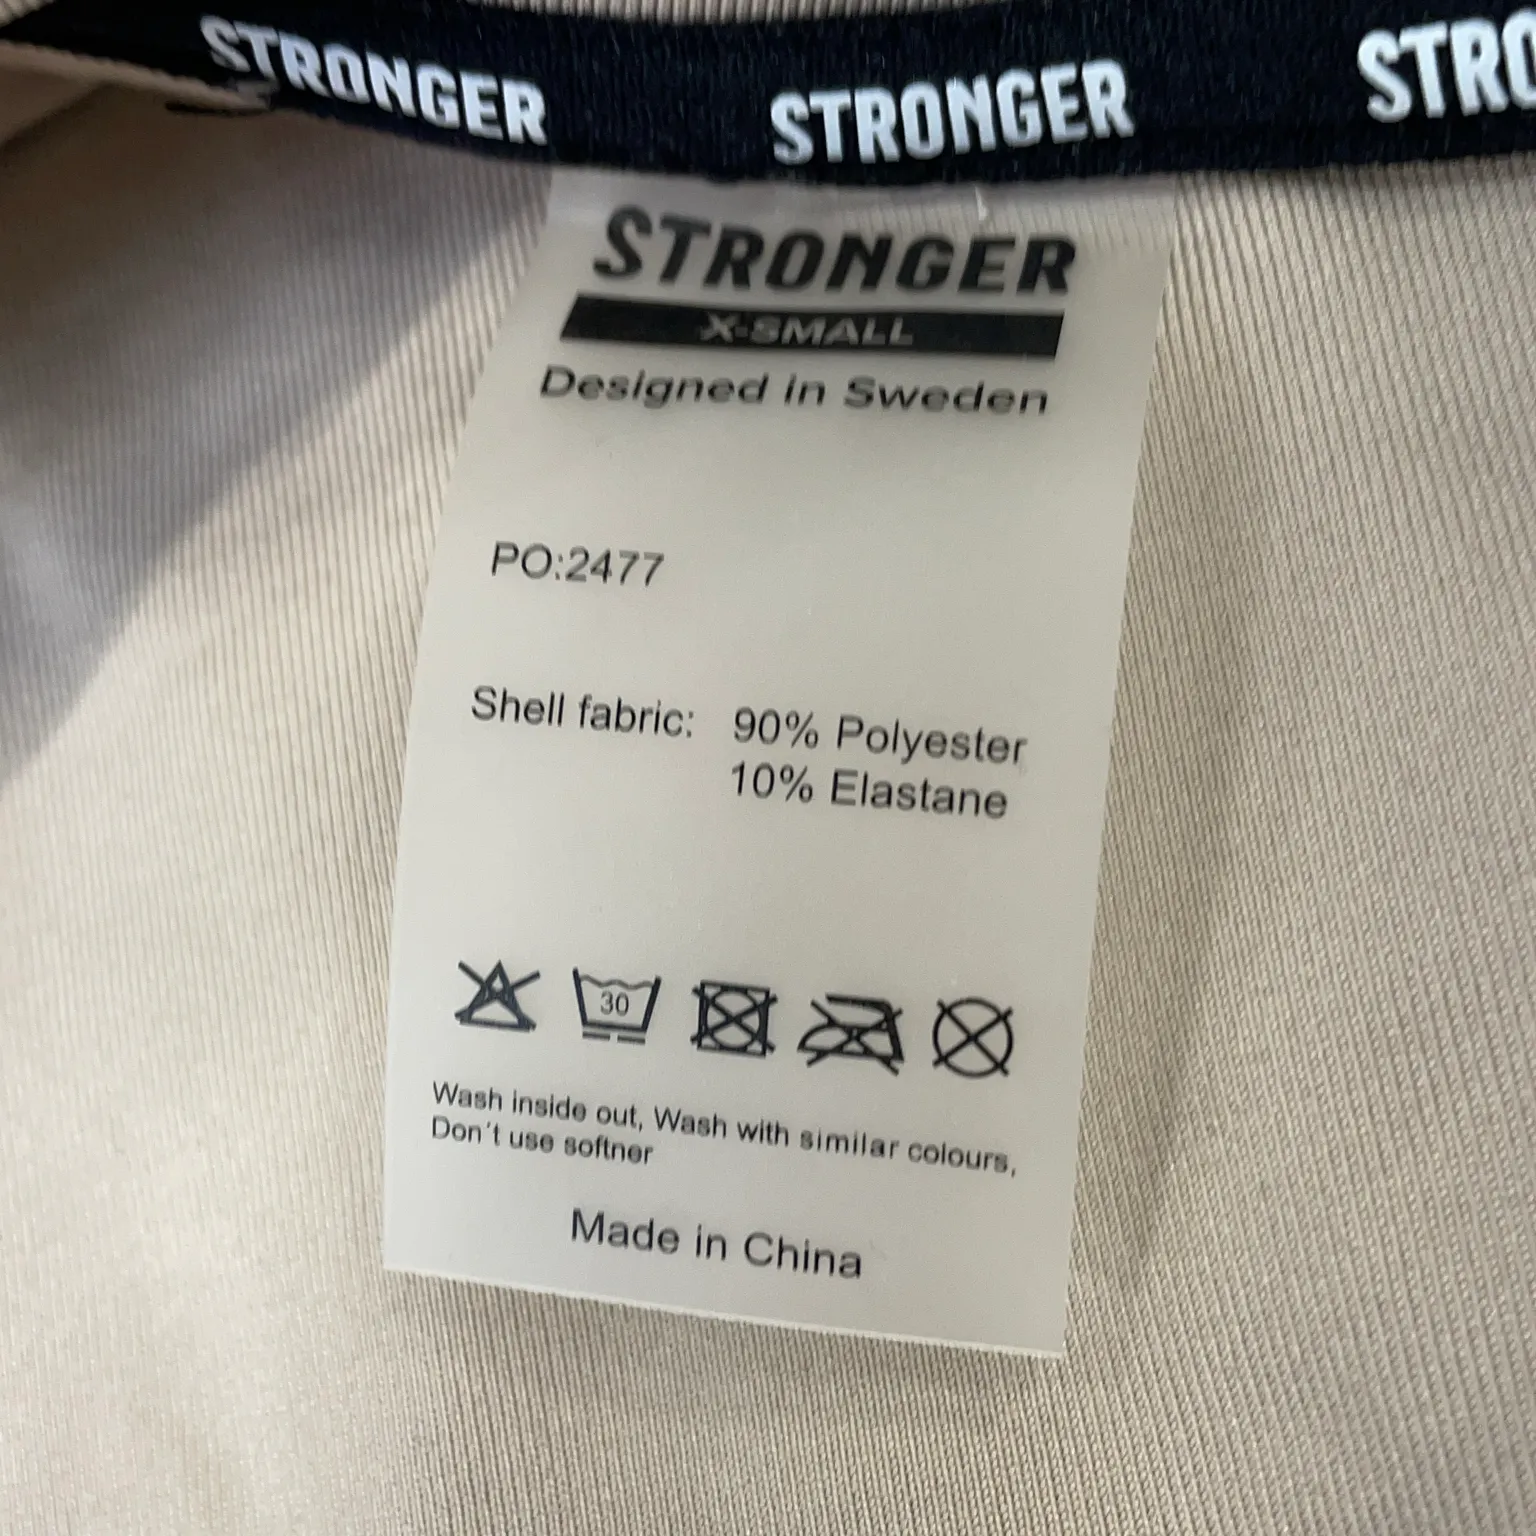 STRONGER STRONGER STRO
STRONGER
X-SMALL
Designed in Sweden
PO:2477
Shell fabric: 90% Polyester
10% Elastane
30
Wash inside out, Wash with similar colours,
Don't use softner
Made in China